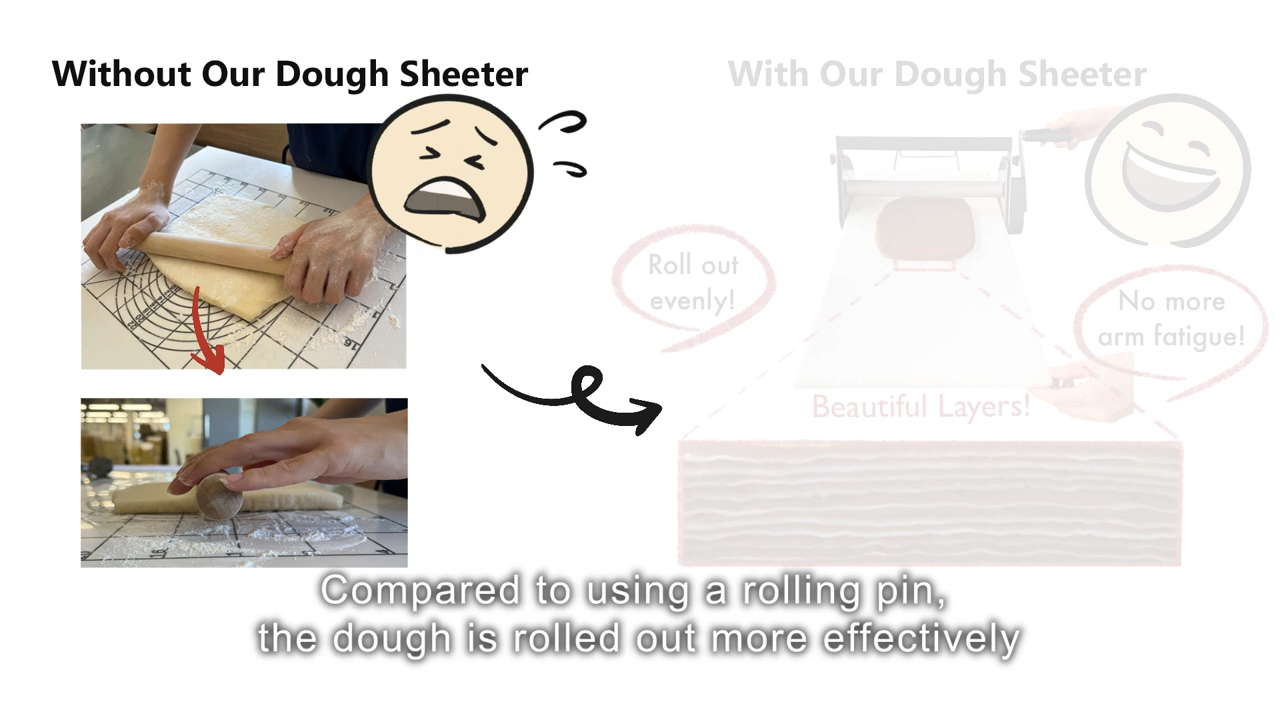 Without Our Dough Sheeter
With Our Dough Sheeter
Roll out
evenly!
No more
arm fatigue!
Beautiful Layers!
Compared to using a rolling pin,
the dough is rolled out more effectively